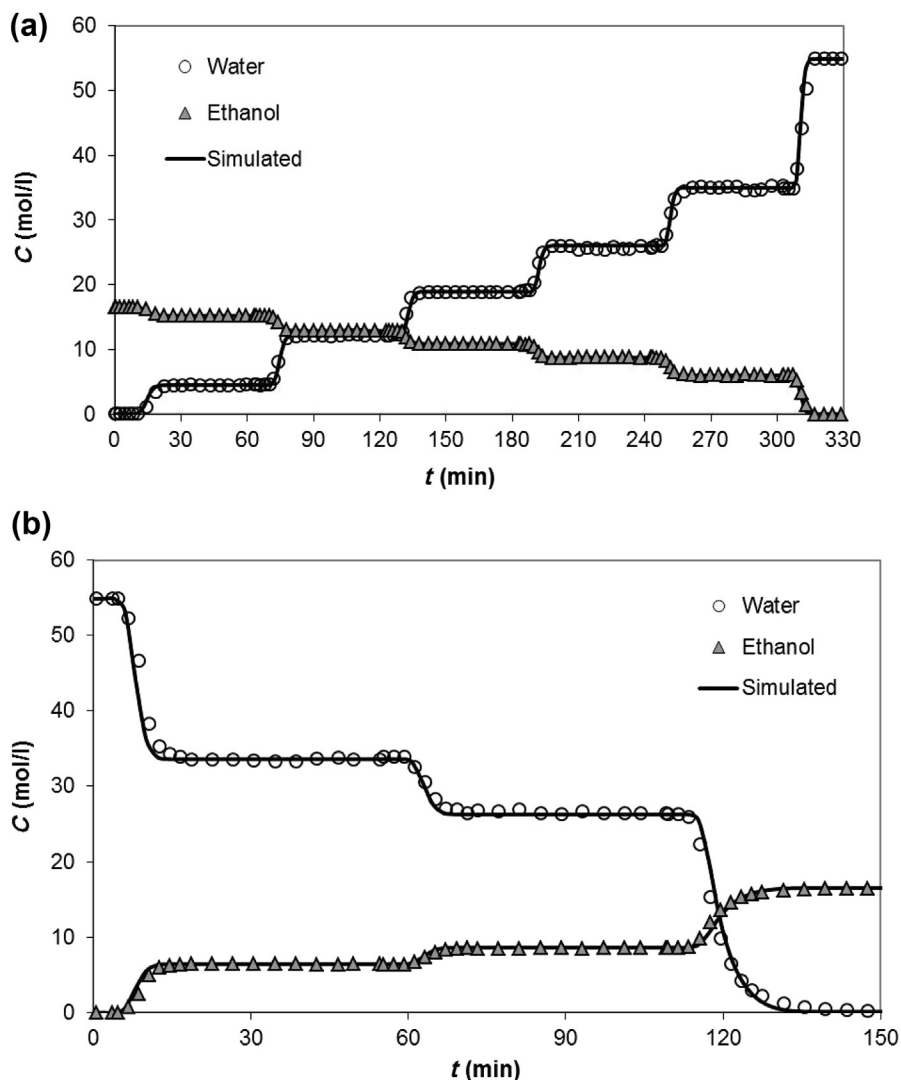 (a)
60
50
40
30
20
10
0
C (mol/l)
Water
Ethanol
Simulated
0 30 60 90 120 150 180 210 240 270 300 330
t (min)
(b)
60
50
40
30
20
10
0
C (mol/l)
Water
Ethanol
Simulated
0 30 60 90 120 150
t (min)